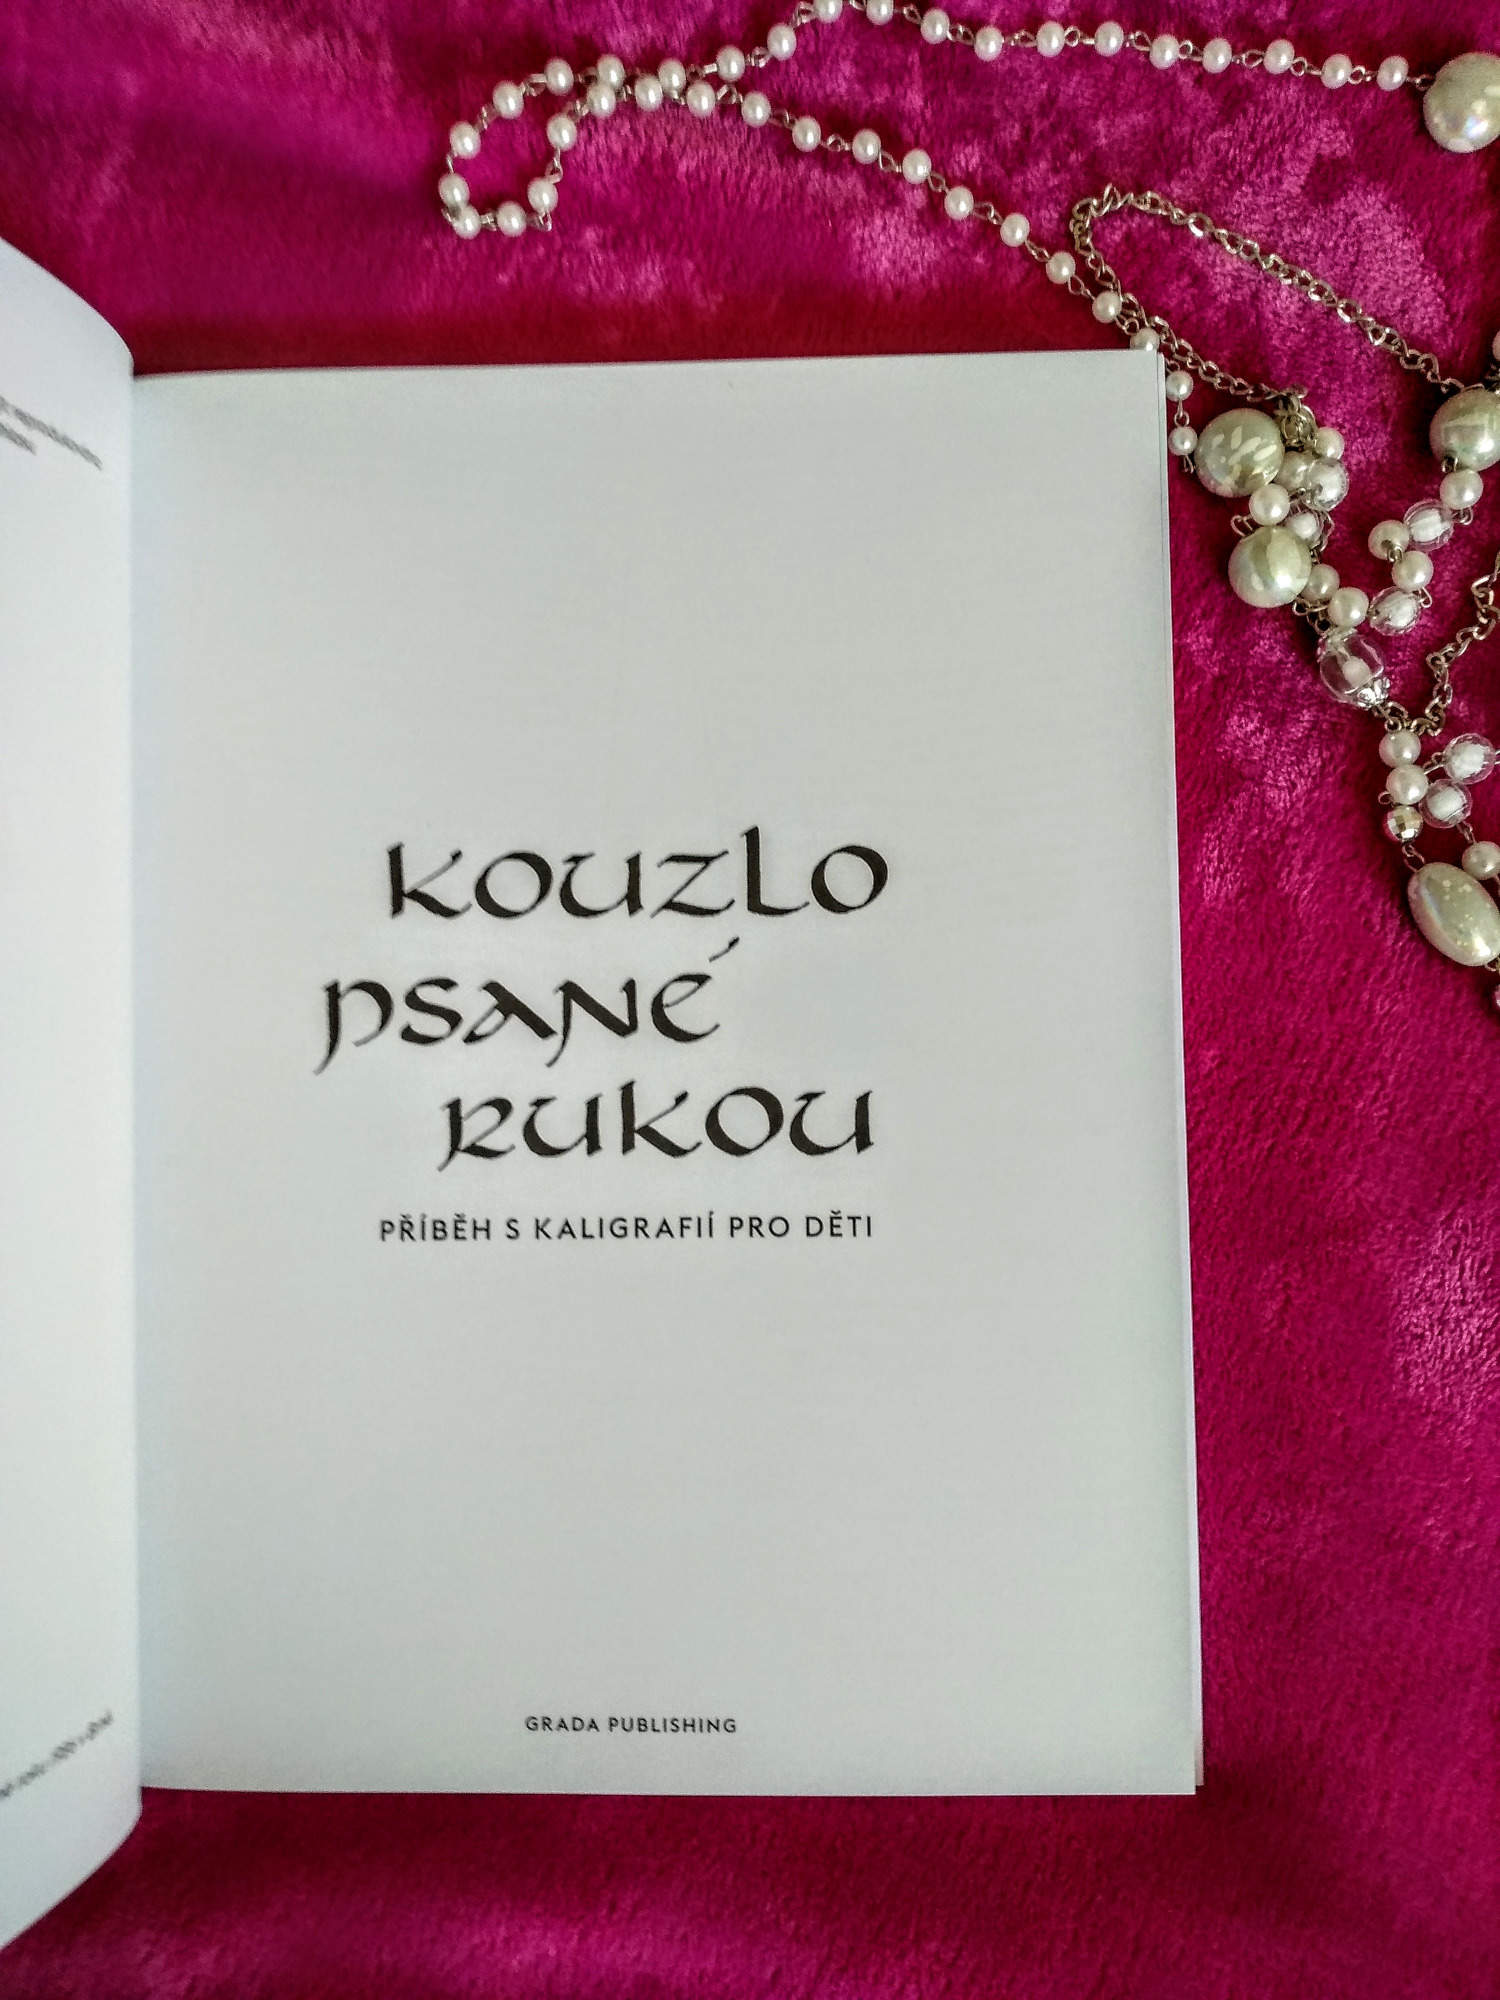 KOUZLO
PSANÉ
RUKOU
PŘÍBĚH S KALIGRAFIÍ PRO DĚTI
GRADA PUBLISHING